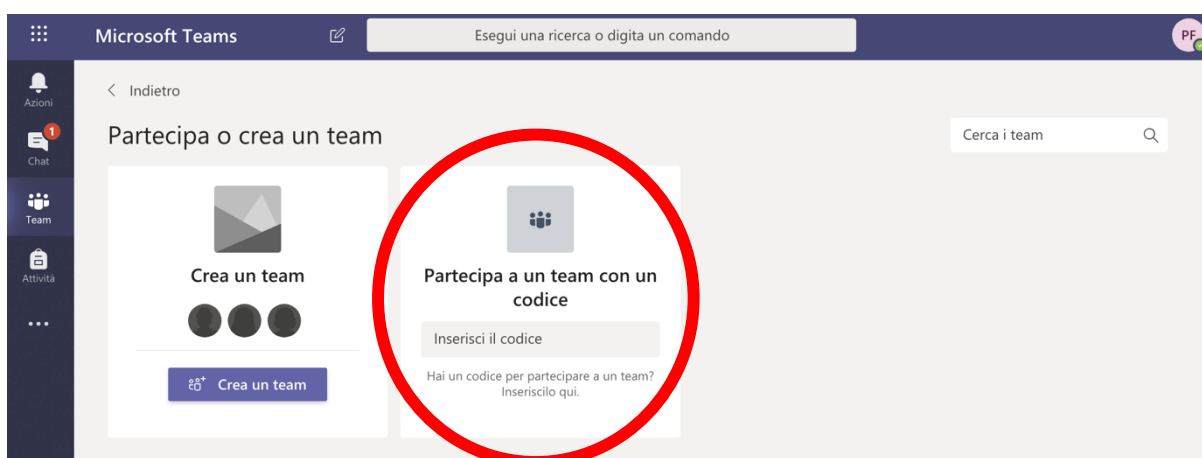 Microsoft Teams
Esegui una ricerca o digita un comando
PF
Azioni
1
Chat
Team
Attività
Indietro
Partecipa o crea un team
Cerca i team
Crea un team
Crea un team
Partecipa a un team con un
codice
Inserisci il codice
Hai un codice per partecipare a un team?
Inseriscilo qui.